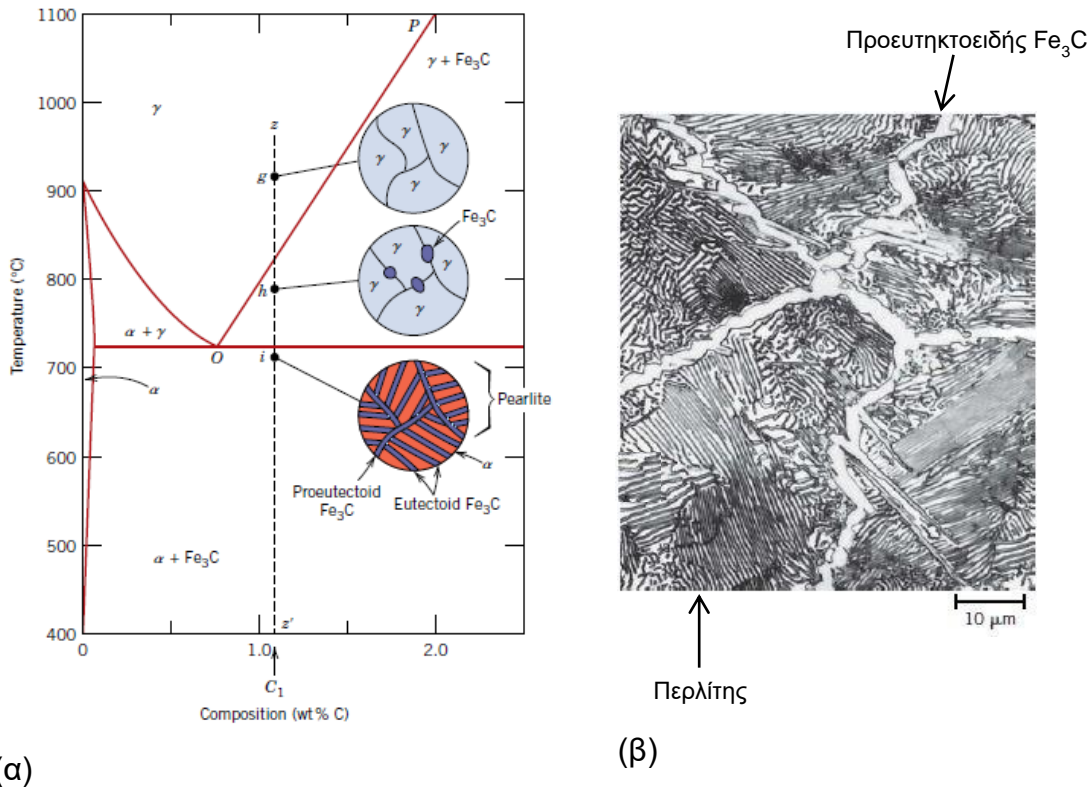 1100
1000
900
800
700
600
500
400
Temperature (°C)
0
1.0
2.0
Composition (wt% C)
P
γ + Fe₃C
γ
z
g
γ
γ
γ
γ
Fe₃C
γ
γ
γ
γ
h
α + γ
O
i
α
Pearlite
α
Proeutectoid
Fe₃C
Eutectoid Fe₃C
α + Fe₃C
z′
C₁
(α)
Προευτηκτοειδής Fe₃C
10 μm
Περλίτης
(β)